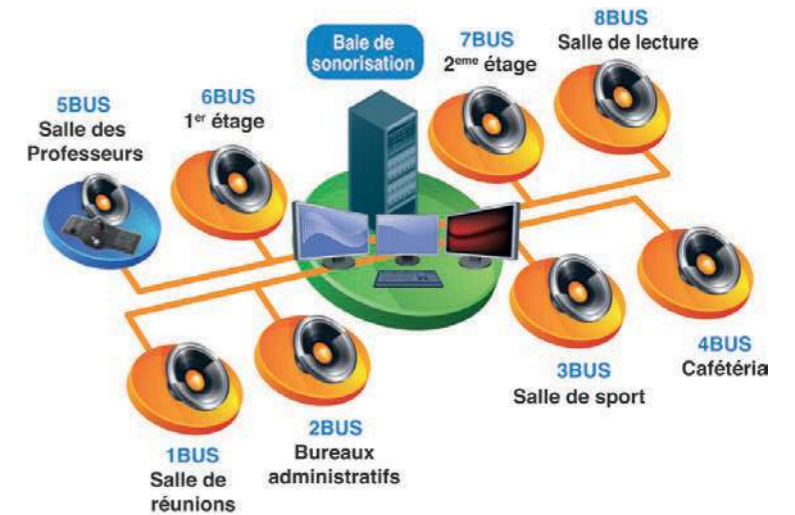 Baie de
sonorisation
7BUS
2eme étage
8BUS
Salle de lecture
5BUS
Salle des
Professeurs
6BUS
1er étage
3BUS
Salle de sport
4BUS
Cafétéria
2BUS
Bureaux
administratifs
1BUS
Salle de
réunions